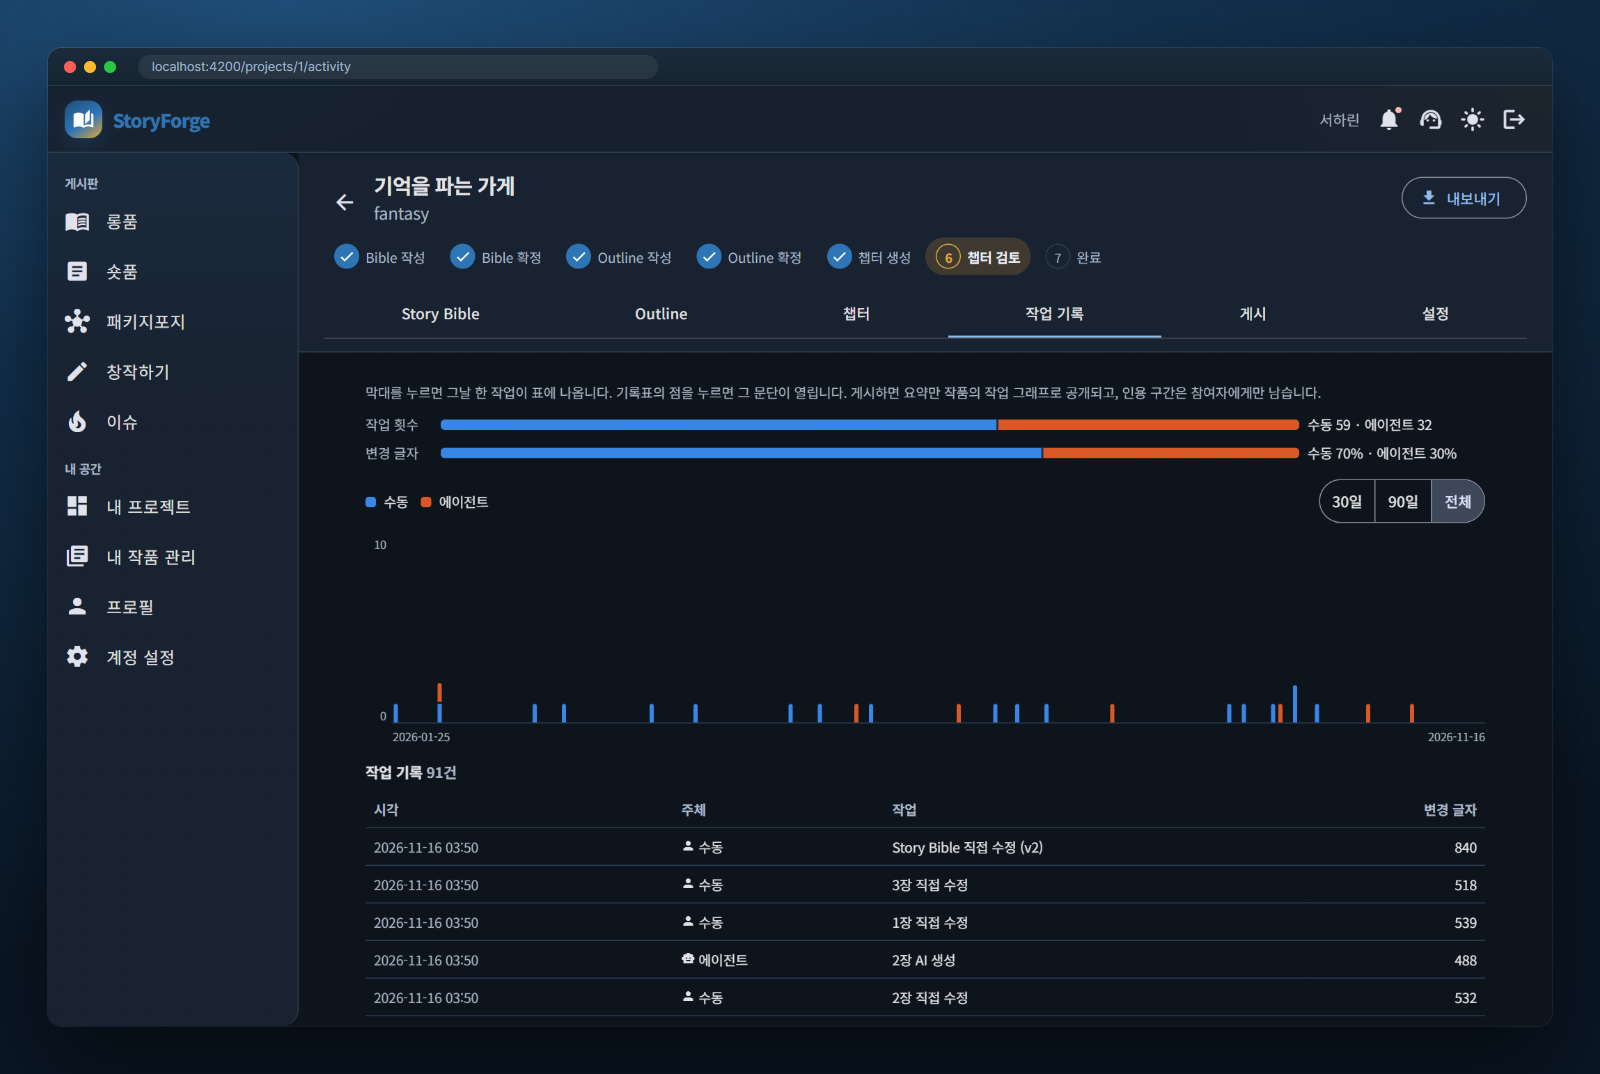 localhost:4200/projects/1/activity
StoryForge
서하린
게시판
롱폼
숏폼
패키지포지
창작하기
이슈
내 공간
내 프로젝트
내 작품 관리
프로필
계정 설정
기억을 파는 가게
fantasy
내보내기
Bible 작성
Bible 확정
Outline 작성
Outline 확정
챕터 생성
6 챕터 검토
7 완료
Story Bible
Outline
챕터
작업 기록
게시
설정
막대를 누르면 그날 한 작업이 표에 나옵니다. 기록표의 점을 누르면 그 문단이 열립니다. 게시하면 요약만 작품의 작업 그래프로 공개되고, 인용 구간은 참여자에게만 남습니다.
작업 횟수 수동 59 · 에이전트 32
변경 글자 수동 70% · 에이전트 30%
수동 에이전트
30일 90일 전체
10
0
2026-01-25 2026-11-16
작업 기록 91건
시각 주체 작업 변경 글자
2026-11-16 03:50 수동 Story Bible 직접 수정 (v2) 840
2026-11-16 03:50 수동 3장 직접 수정 518
2026-11-16 03:50 수동 1장 직접 수정 539
2026-11-16 03:50 에이전트 2장 AI 생성 488
2026-11-16 03:50 수동 2장 직접 수정 532